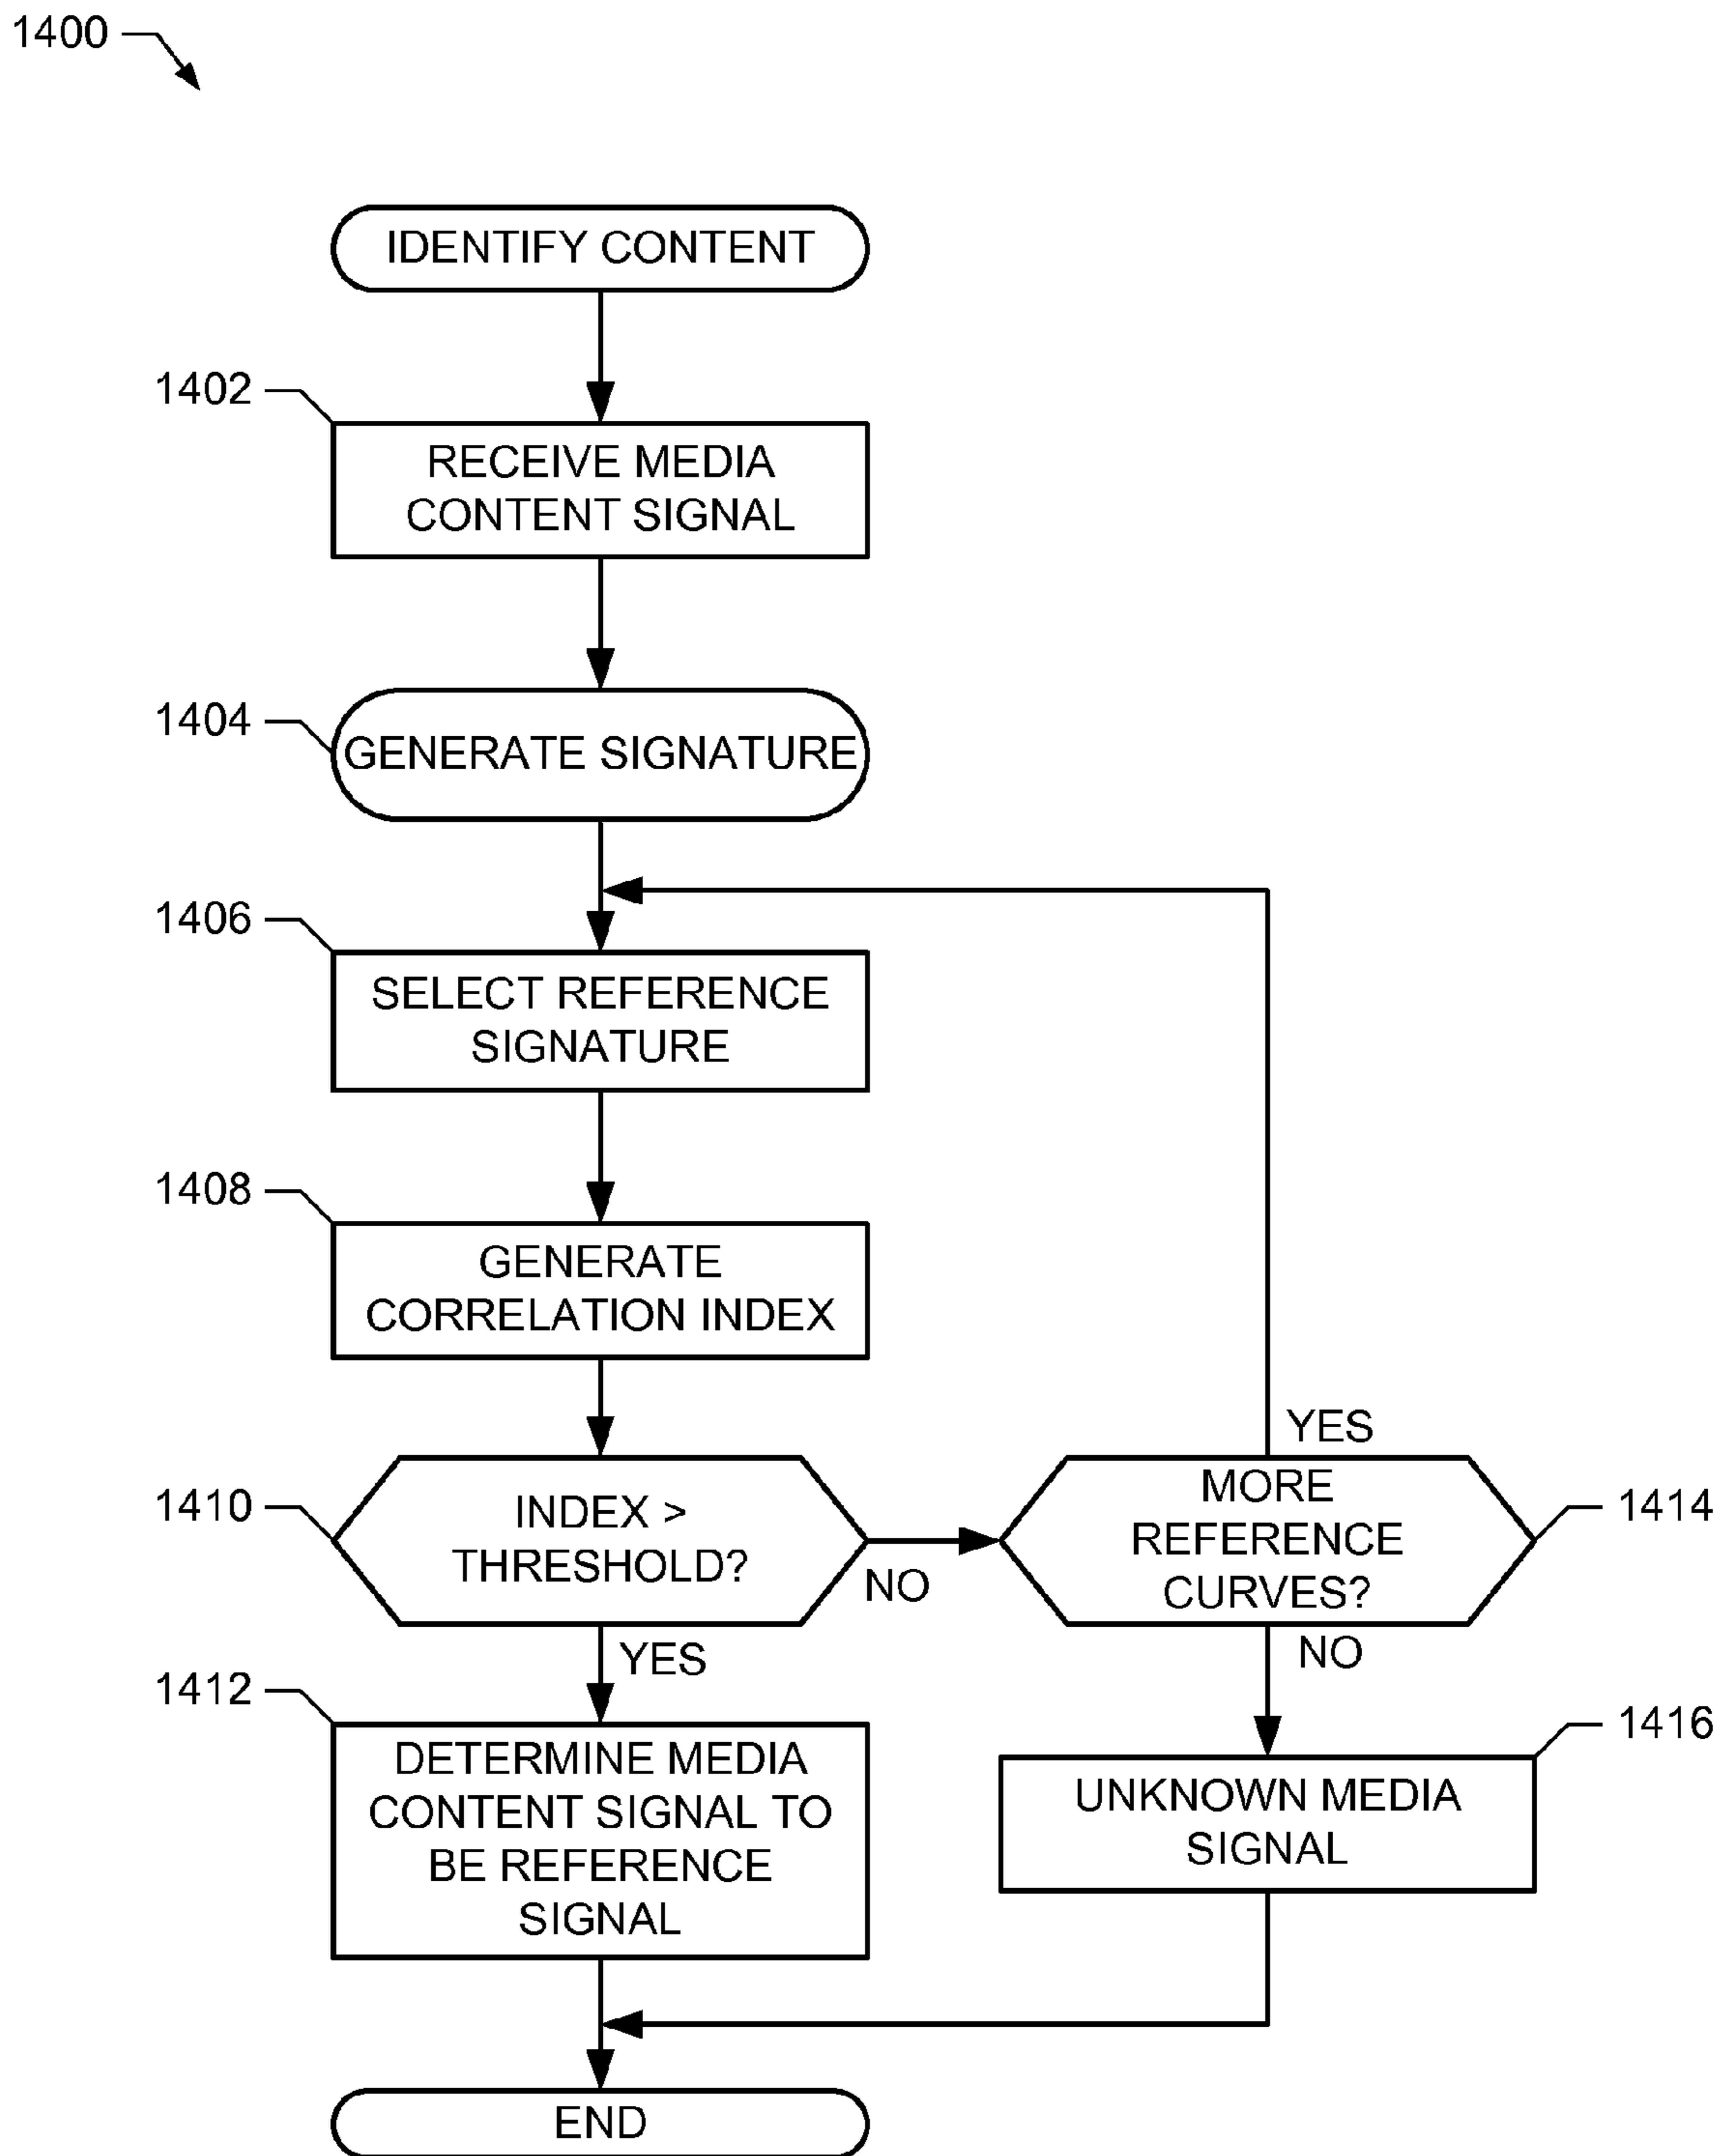 1400
IDENTIFY CONTENT
1402
RECEIVE MEDIA
CONTENT SIGNAL
1404
GENERATE SIGNATURE
1406
SELECT REFERENCE
SIGNATURE
1408
GENERATE
CORRELATION INDEX
1410
INDEX >
THRESHOLD?
NO
YES
MORE
REFERENCE
CURVES?
1414
YES
NO
1412
DETERMINE MEDIA
CONTENT SIGNAL TO
BE REFERENCE
SIGNAL
1416
UNKNOWN MEDIA
SIGNAL
END